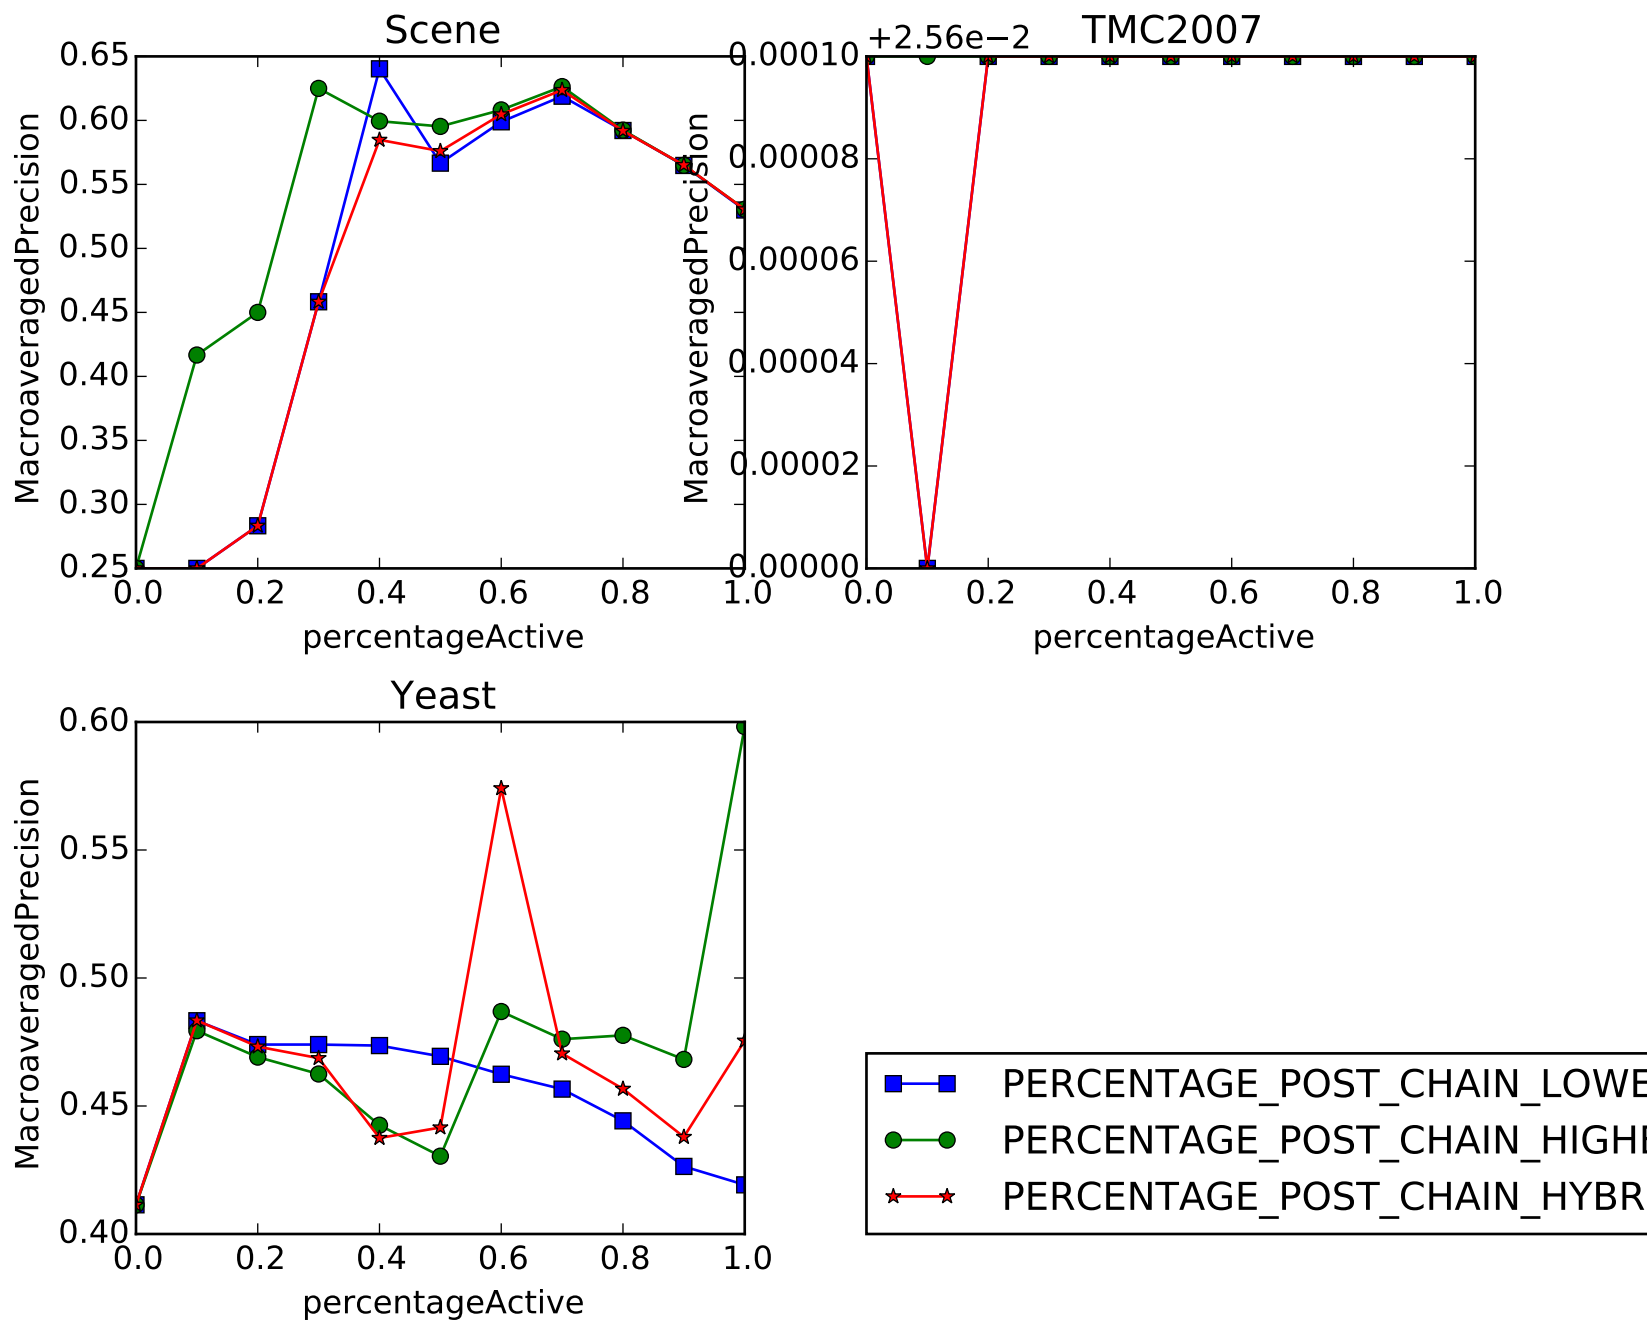 Scene
MacroaveragedPrecision
0.65
0.60
0.55
0.50
0.45
0.40
0.35
0.30
0.25
0.0 0.2 0.4 0.6 0.8 1.0
percentageActive
TMC2007
+2.56e−2
MacroaveragedPrecision
0.00010
0.00008
0.00006
0.00004
0.00002
0.00000
0.0 0.2 0.4 0.6 0.8 1.0
percentageActive
Yeast
MacroaveragedPrecision
0.60
0.55
0.50
0.45
0.40
0.0 0.2 0.4 0.6 0.8 1.0
percentageActive
PERCENTAGE_POST_CHAIN_LOWE
PERCENTAGE_POST_CHAIN_HIGHE
PERCENTAGE_POST_CHAIN_HYBR